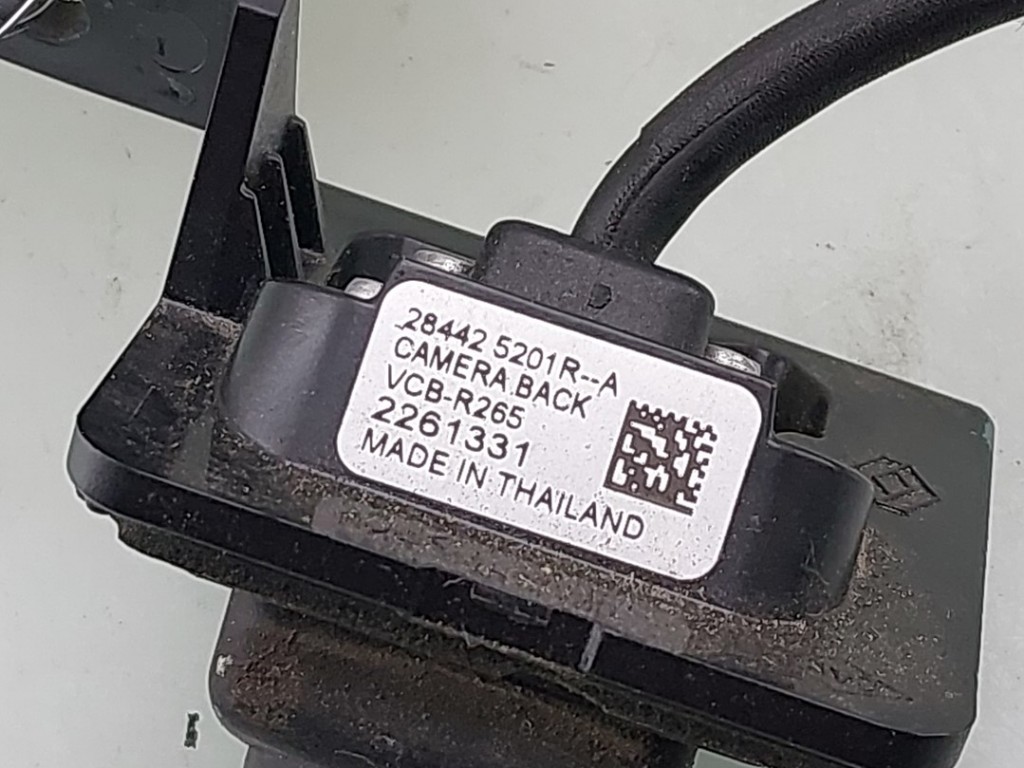 28442 5201R--A
CAMERA BACK
VCB-R265
2261331
MADE IN THAILAND